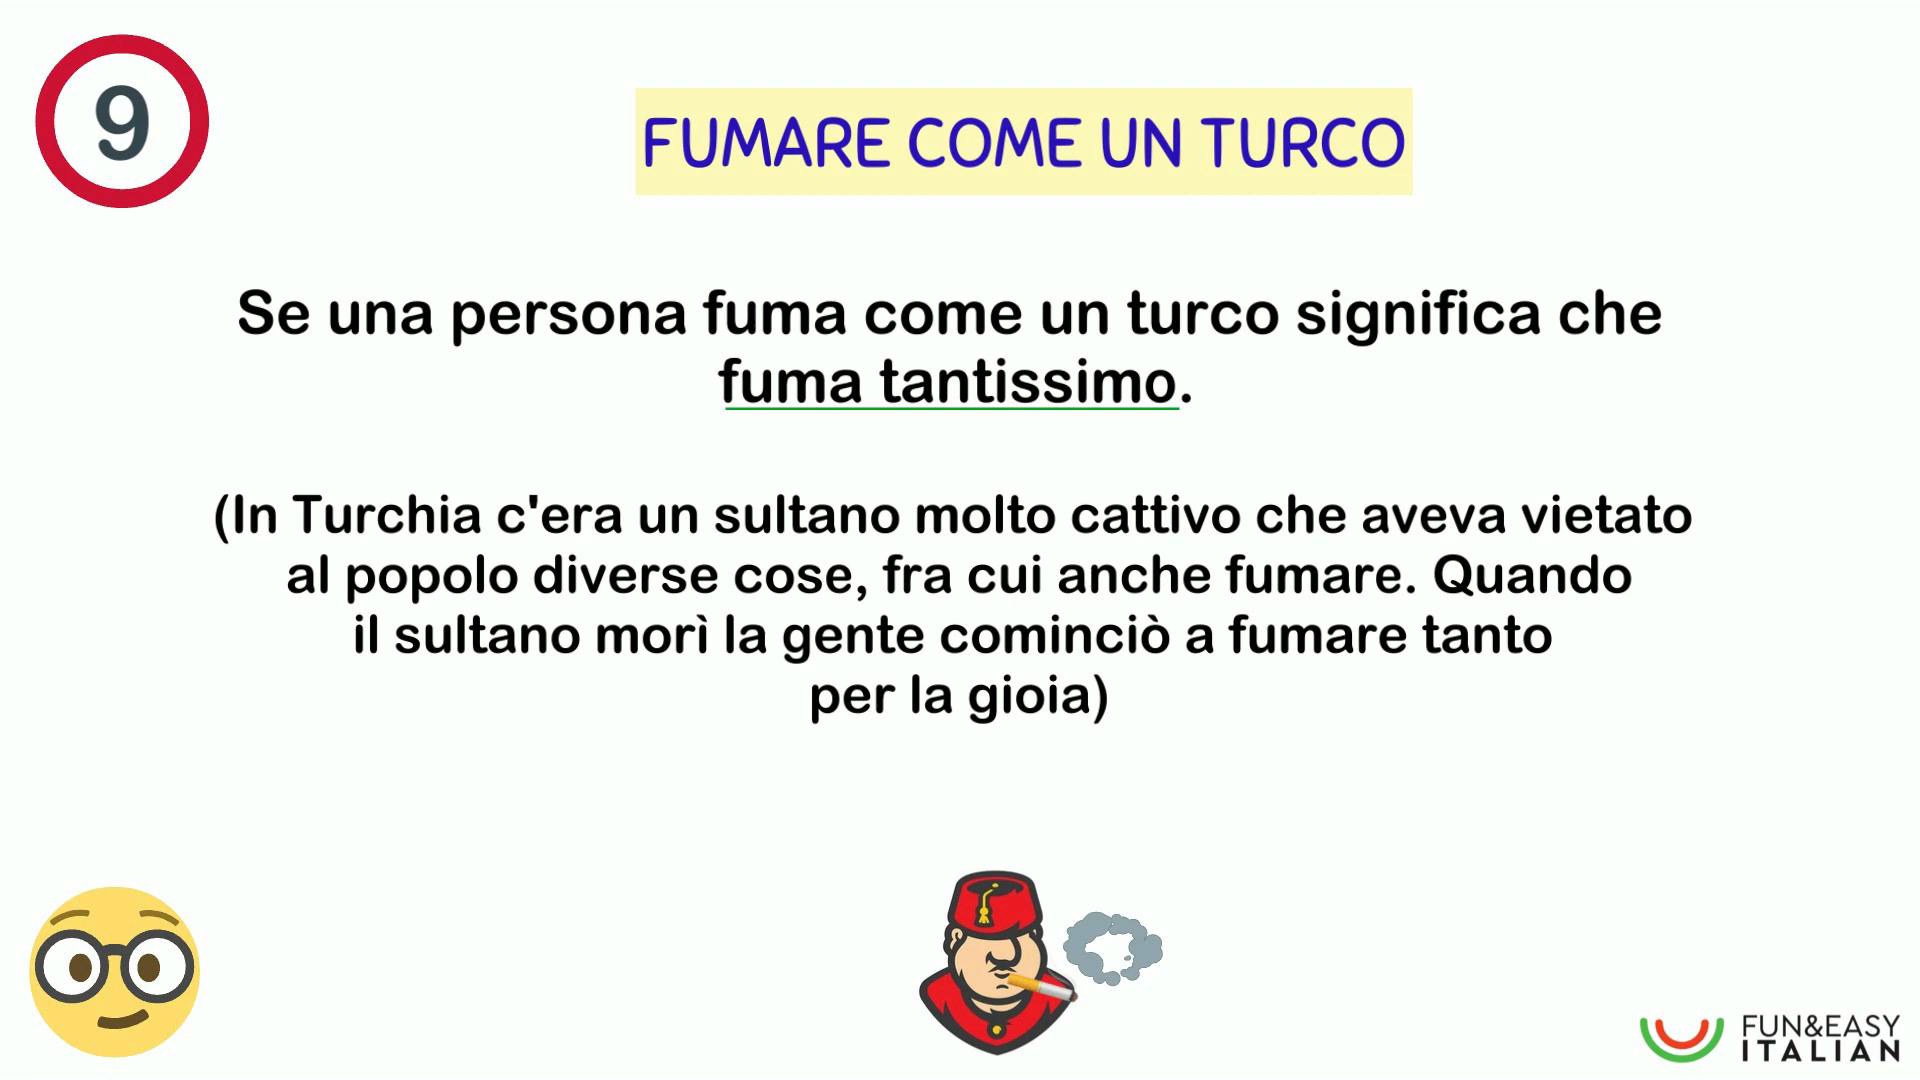 9
FUMARE COME UN TURCO
Se una persona fuma come un turco significa che
fuma tantissimo.
(In Turchia c'era un sultano molto cattivo che aveva vietato
al popolo diverse cose, fra cui anche fumare. Quando
il sultano morì la gente cominciò a fumare tanto
per la gioia)
FUN&EASY
ITALIAN